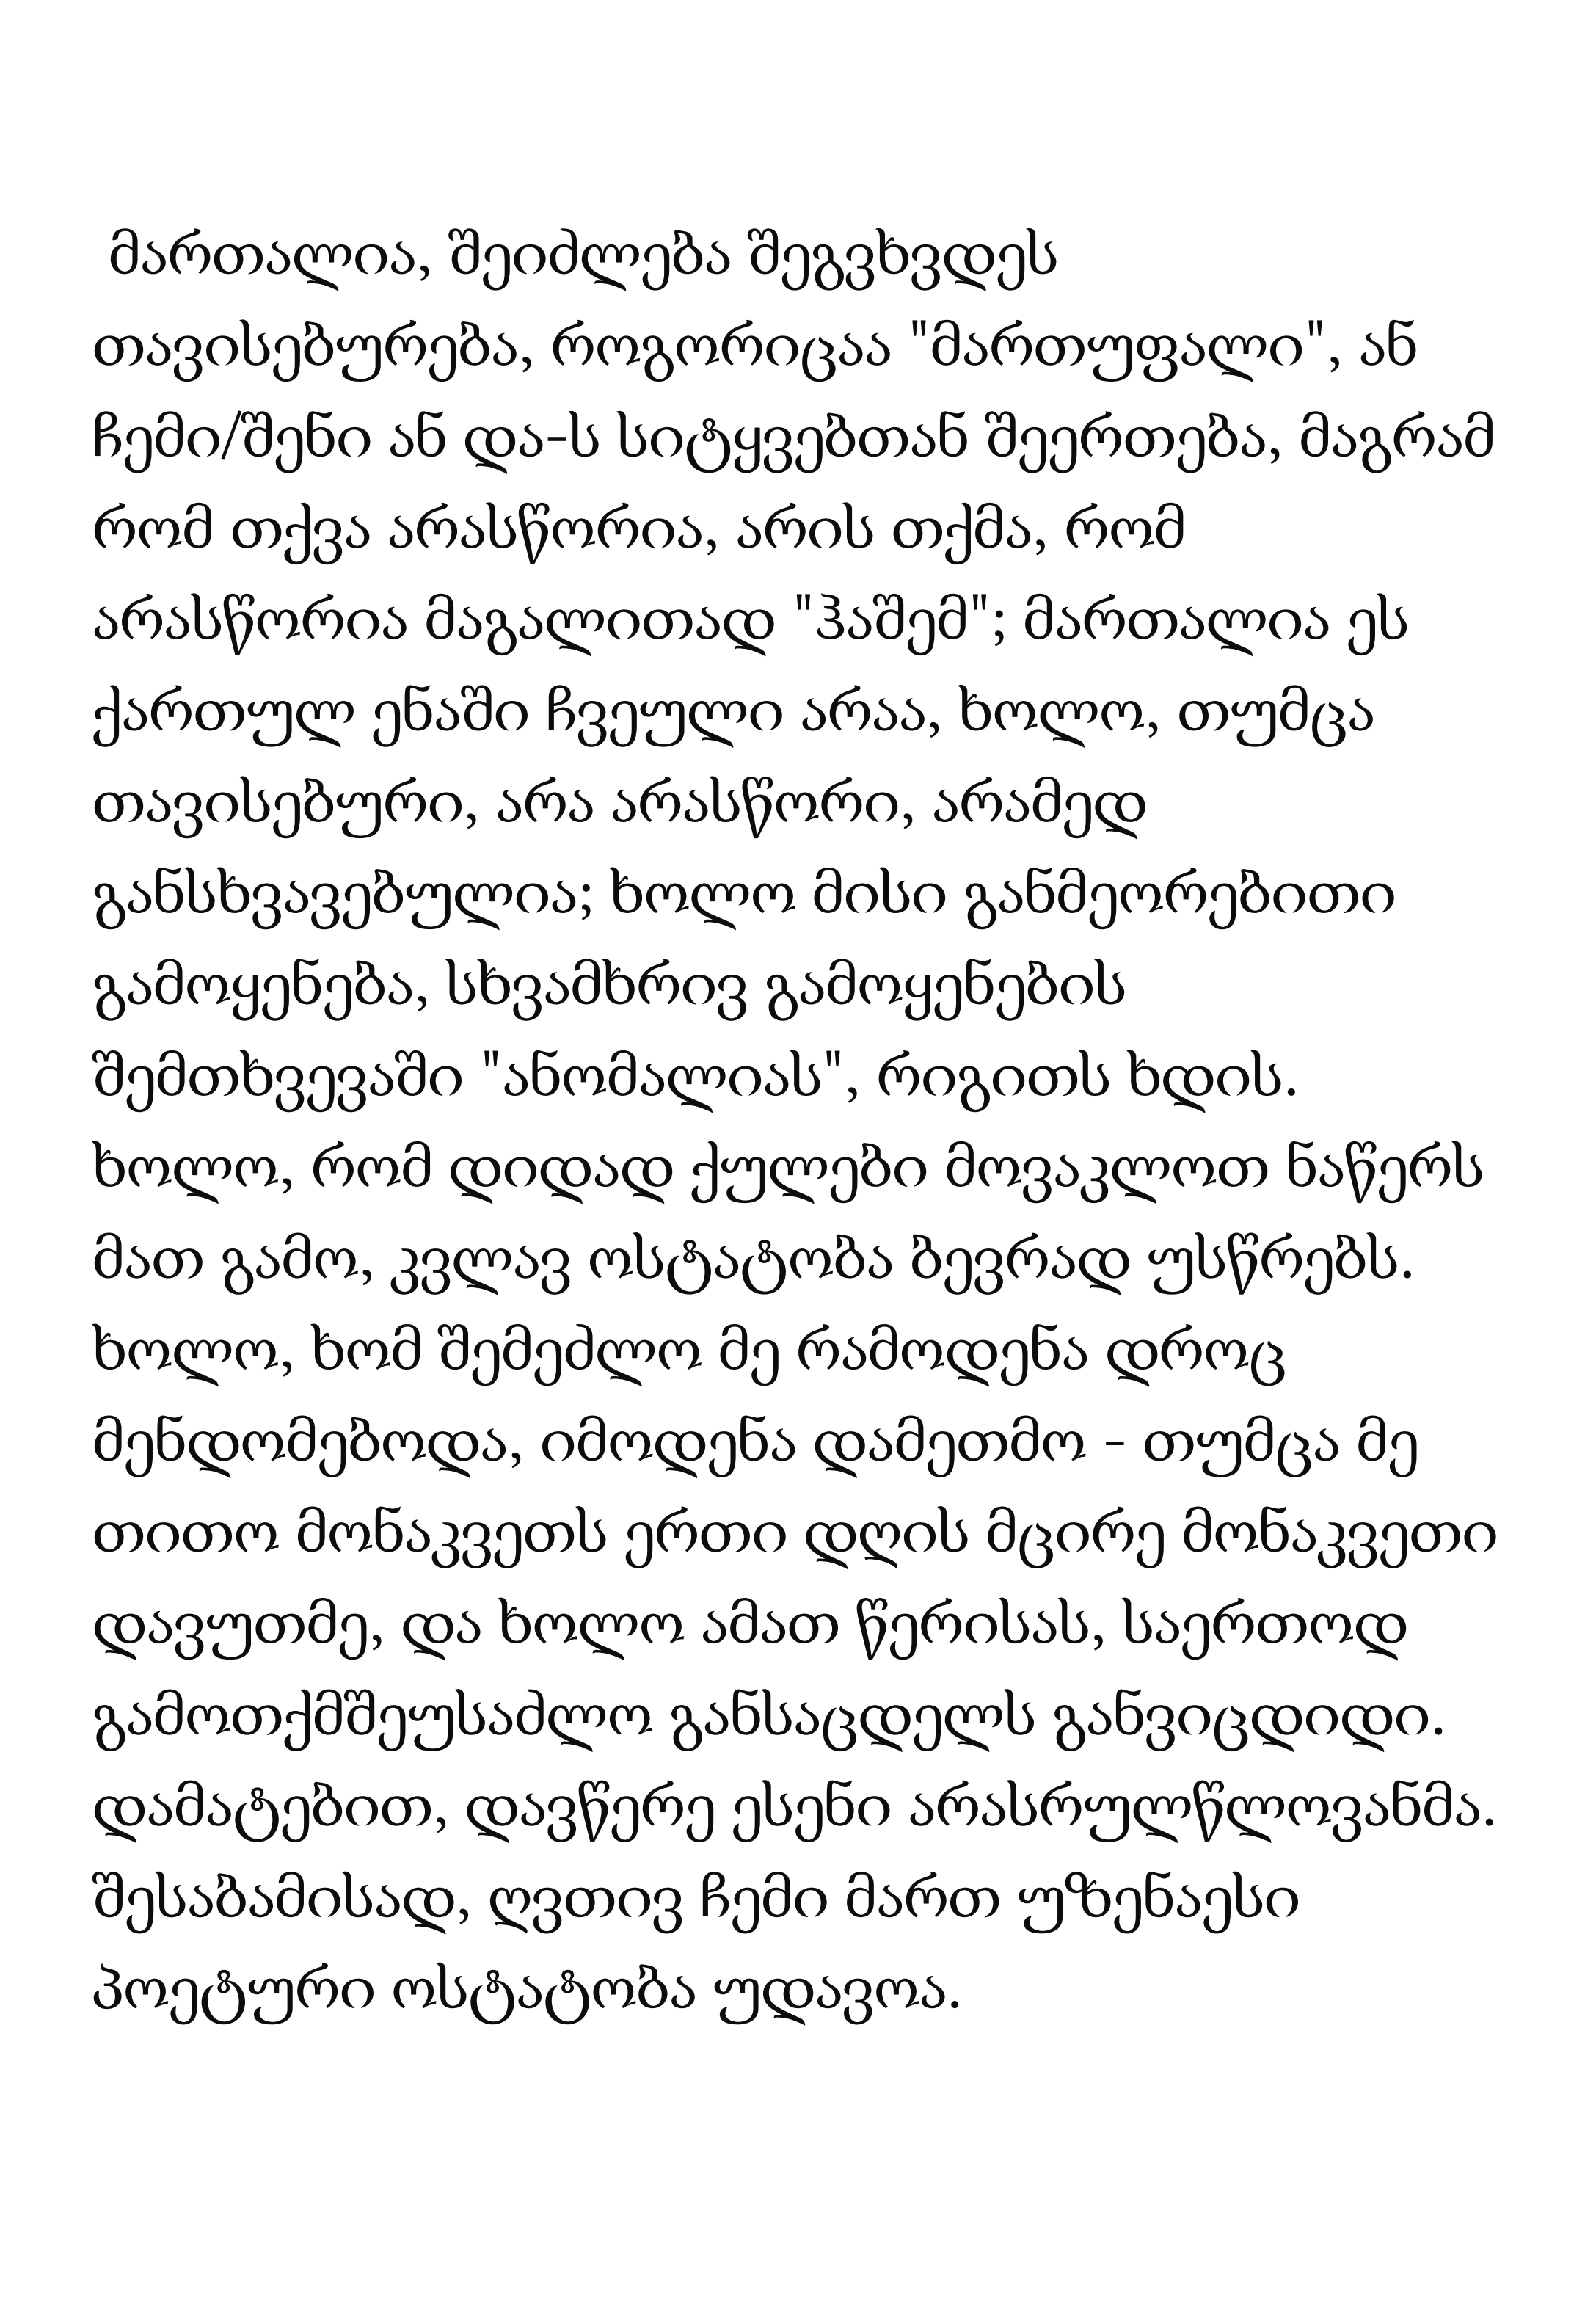 მართალია, შეიძლება შეგვხვდეს
თავისებურება, როგორიცაა "მართუფალი", ან
ჩემი/შენი ან და-ს სიტყვებთან შეერთება, მაგრამ
რომ თქვა არასწორია, არის თქმა, რომ
არასწორია მაგალითად "ჰაშემ"; მართალია ეს
ქართულ ენაში ჩვეული არაა, ხოლო, თუმცა
თავისებური, არა არასწორი, არამედ
განსხვავებულია; ხოლო მისი განმეორებითი
გამოყენება, სხვამხრივ გამოყენების
შემთხვევაში "ანომალიას", რიგითს ხდის.
ხოლო, რომ დიდად ქულები მოვაკლოთ ნაწერს
მათ გამო, კვლავ ოსტატობა ბევრად უსწრებს.
ხოლო, ხომ შემეძლო მე რამოდენა დროც
მენდომებოდა, იმოდენა დამეთმო - თუმცა მე
თითო მონაკვეთს ერთი დღის მცირე მონაკვეთი
დავუთმე, და ხოლო ამათ წერისას, საერთოდ
გამოთქმშეუსაძლო განსაცდელს განვიცდიდი.
დამატებით, დავწერე ესენი არასრულწლოვანმა.
შესაბამისად, ღვთივ ჩემი მართ უზენაესი
პოეტური ოსტატობა უდავოა.